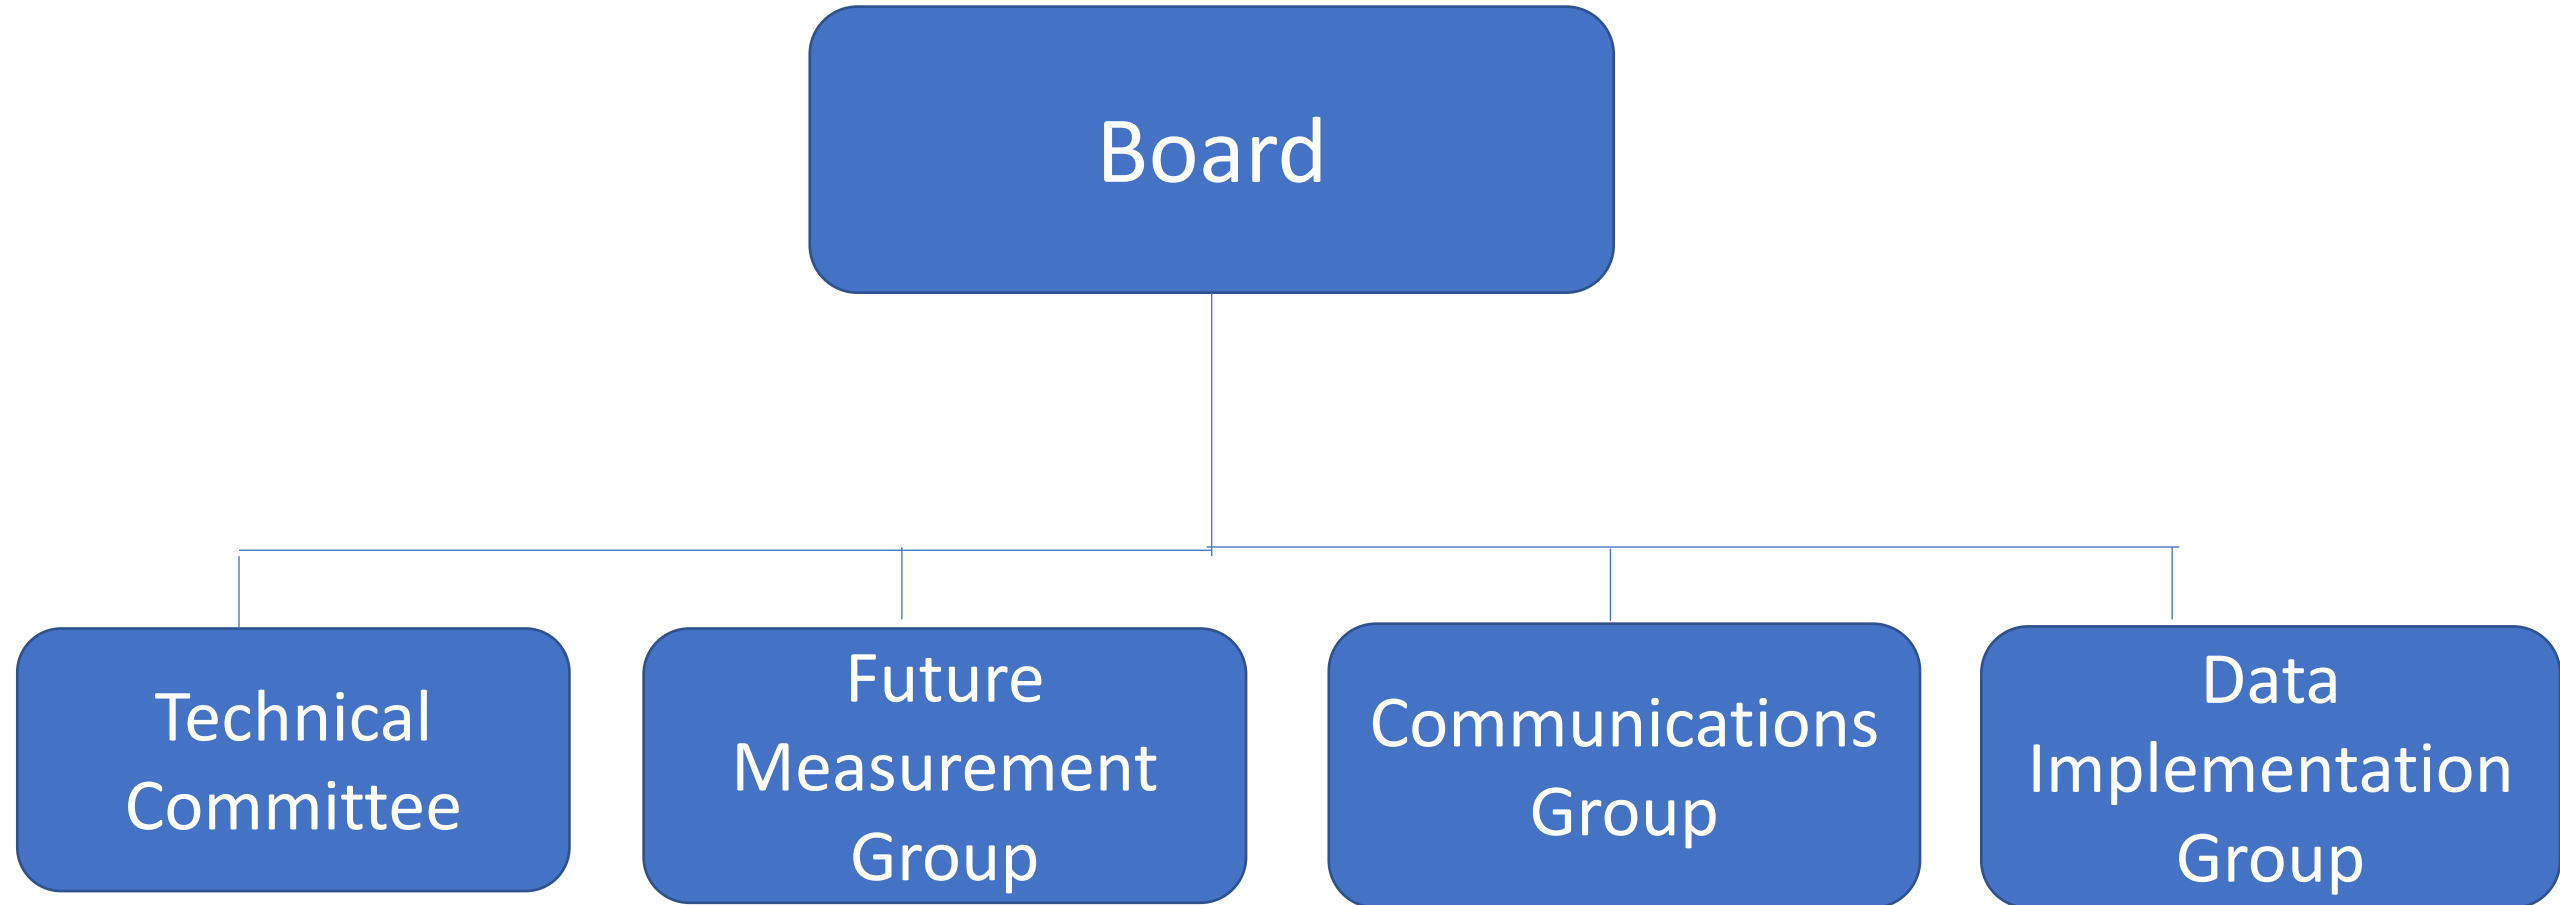 Board
Technical
Committee
Future
Measurement
Group
Communications
Group
Data
Implementation
Group